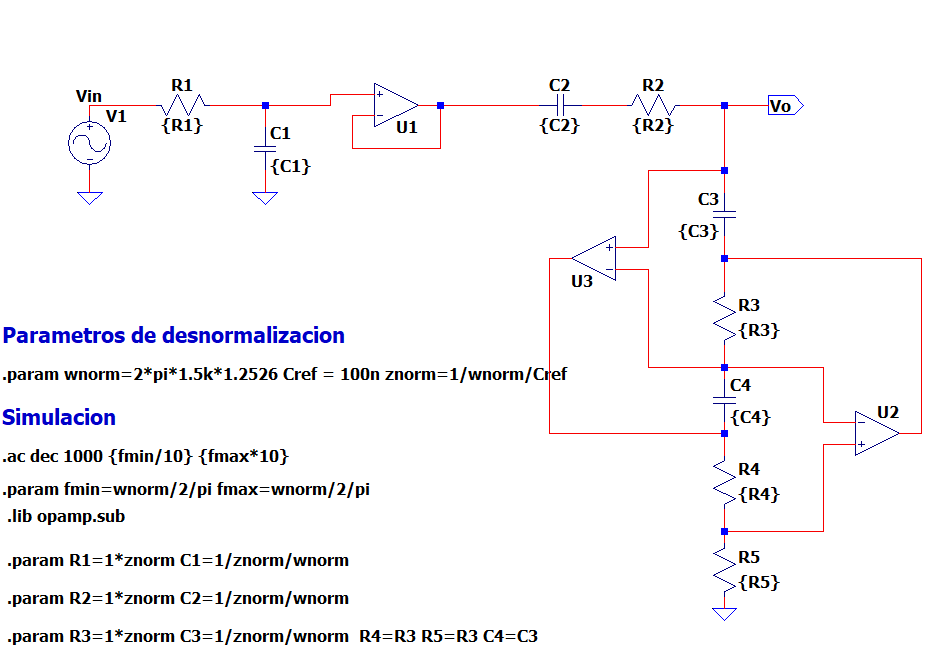 Vin
V1
R1
{R1}
C1
{C1}
+
−
U1
C2
{C2}
R2
{R2}
Vo
C3
{C3}
+
−
U3
R3
{R3}
C4
{C4}
U2
−
+
R4
{R4}
R5
{R5}
Parametros de desnormalizacion
.param wnorm=2*pi*1.5k*1.2526 Cref = 100n znorm=1/wnorm/Cref
Simulacion
.ac dec 1000 {fmin/10} {fmax*10}
.param fmin=wnorm/2/pi fmax=wnorm/2/pi
.lib opamp.sub
.param R1=1*znorm C1=1/znorm/wnorm
.param R2=1*znorm C2=1/znorm/wnorm
.param R3=1*znorm C3=1/znorm/wnorm R4=R3 R5=R3 C4=C3